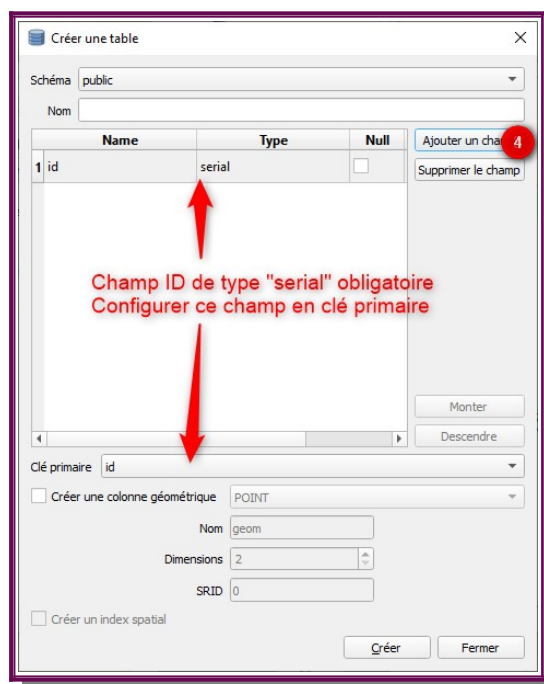 Créer une table
Schéma public
Nom
Name Type Null
Ajouter un cha 4
1 id serial
Supprimer le champ
Champ ID de type "serial" obligatoire
Configurer ce champ en clé primaire
Monter
Descendre
Clé primaire id
Créer une colonne géométrique POINT
Nom geom
Dimensions 2
SRID 0
Créer un index spatial
Créer Fermer